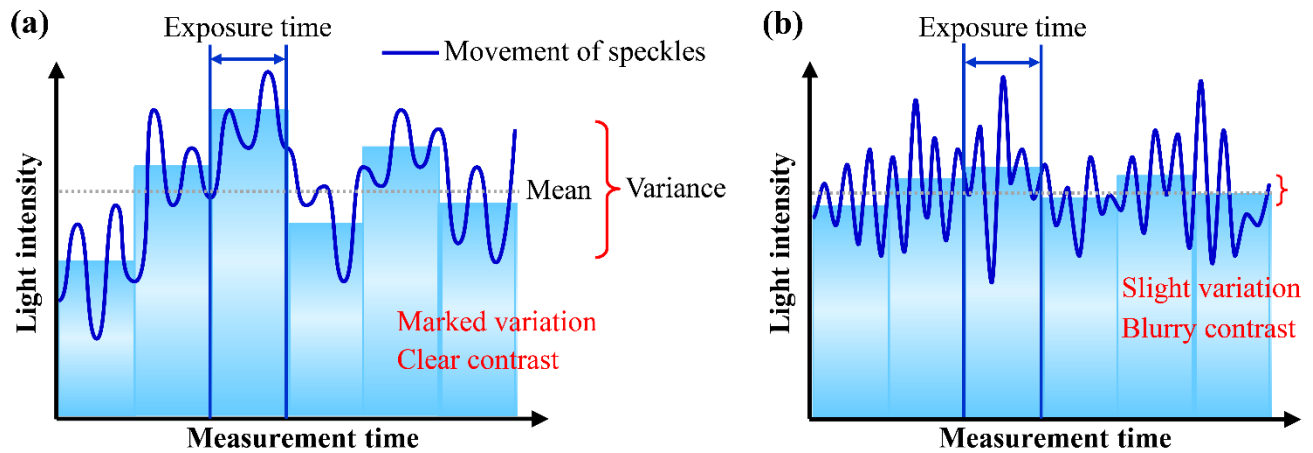 (a)
Exposure time
Movement of speckles
Light intensity
Mean
Variance
Marked variation
Clear contrast
Measurement time
(b)
Exposure time
Light intensity
Slight variation
Blurry contrast
Measurement time